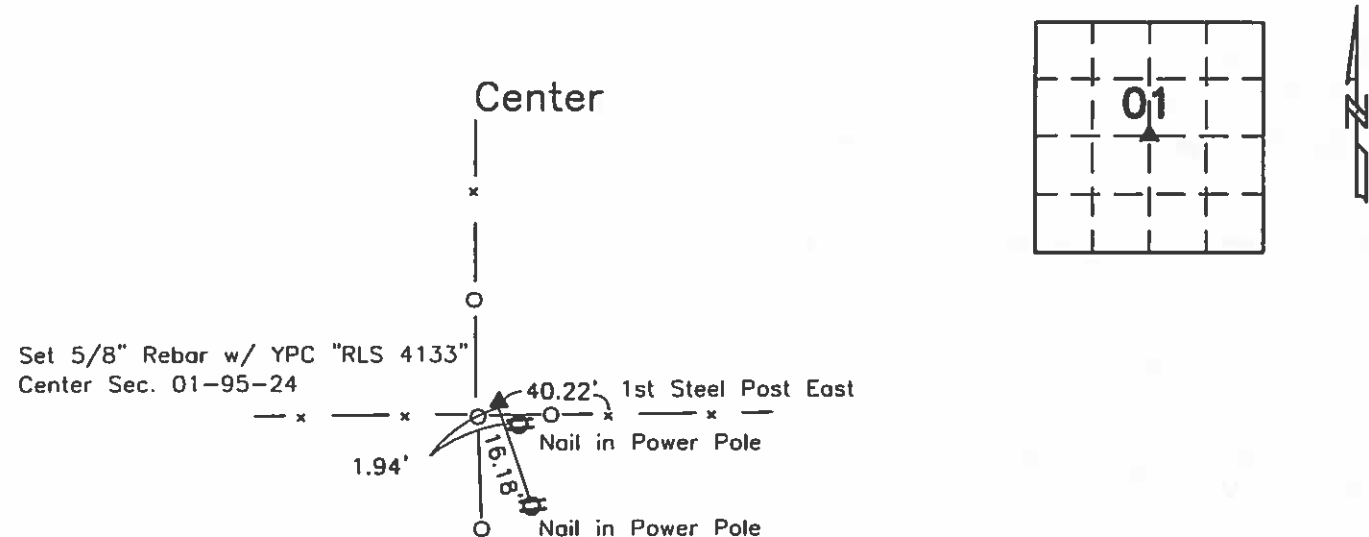 Center
01
N
Set 5/8" Rebar w/ YPC "RLS 4133"
Center Sec. 01-95-24
40.22' 1st Steel Post East
Nail in Power Pole
1.94'
16.18'
Nail in Power Pole